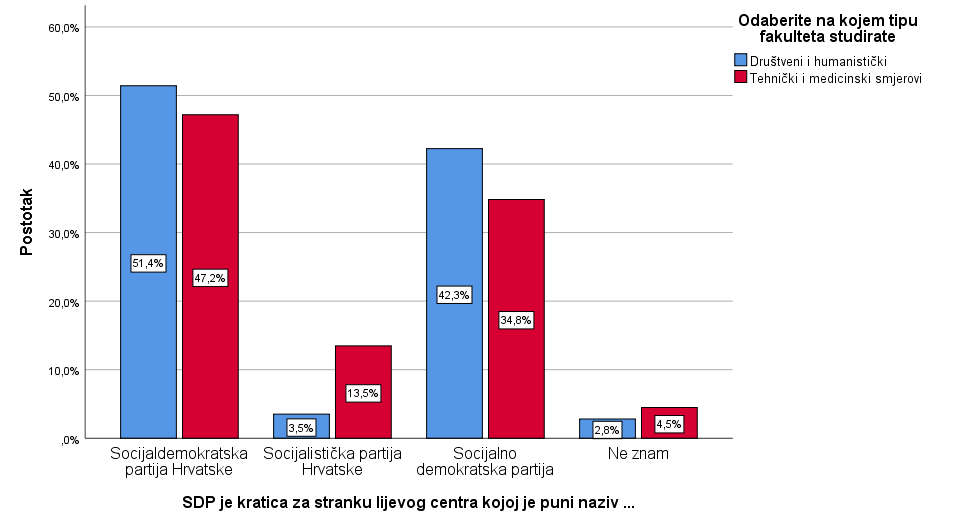 Odaberite na kojem tipu
fakulteta studirate
Društveni i humanistički
Tehnički i medicinski smjerovi
60,0%
50,0%
40,0%
30,0%
20,0%
10,0%
,0%
Postotak
51,4%
47,2%
3,5%
13,5%
42,3%
34,8%
2,8%
4,5%
Socijaldemokratska
partija Hrvatske
Socijalistička partija
Hrvatske
Socijalno
demokratska partija
Ne znam
SDP je kratica za stranku lijevog centra kojoj je puni naziv ...